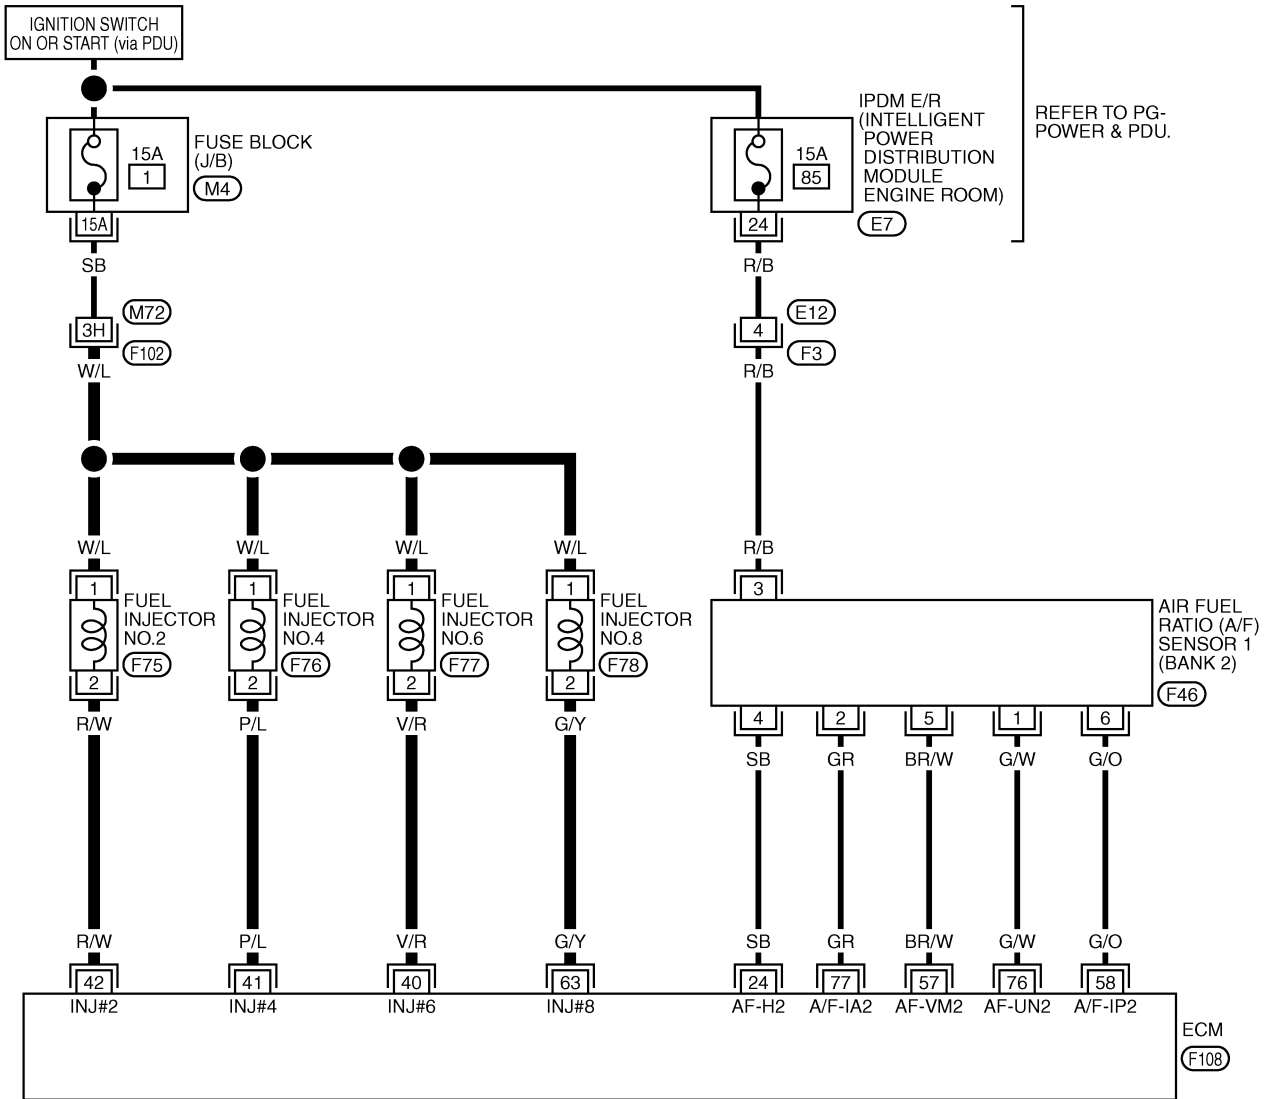 IGNITION SWITCH
ON OR START (via PDU)
FUSE BLOCK
(J/B)
15A
1
M4
15A
SB
M72
3H
F102
W/L
IPDM E/R
(INTELLIGENT
POWER
DISTRIBUTION
MODULE
ENGINE ROOM)
15A
85
E7
24
R/B
E12
4
F3
R/B
REFER TO PG-
POWER & PDU.
W/L
W/L
W/L
W/L
R/B
1
FUEL
INJECTOR
NO.2
F75
2
1
FUEL
INJECTOR
NO.4
F76
2
1
FUEL
INJECTOR
NO.6
F77
2
1
FUEL
INJECTOR
NO.8
F78
2
3
AIR FUEL
RATIO (A/F)
SENSOR 1
(BANK 2)
F46
4
2
5
1
6
R/W
P/L
V/R
G/Y
SB
GR
BR/W
G/W
G/O
R/W
P/L
V/R
G/Y
SB
GR
BR/W
G/W
G/O
42
41
40
63
24
77
57
76
58
INJ#2
INJ#4
INJ#6
INJ#8
AF-H2
A/F-IA2
AF-VM2
AF-UN2
A/F-IP2
ECM
F108